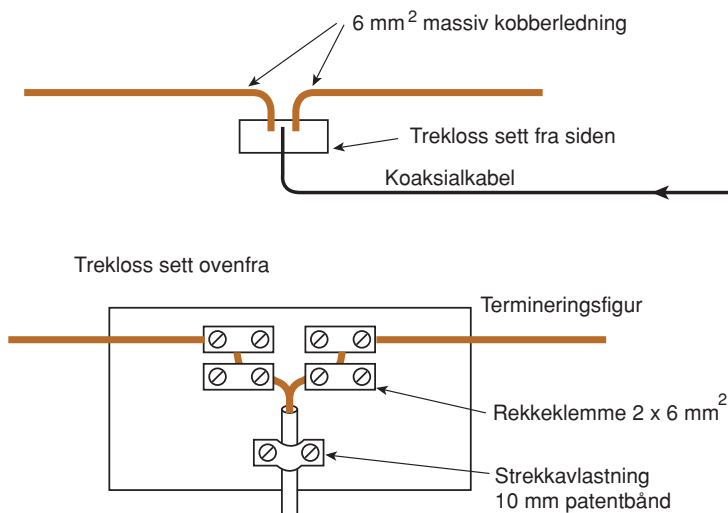 6 mm² massiv kobberledning
Trekloss sett fra siden
Koaksialkabel
Trekloss sett ovenfra
Termineringsfigur
Rekkeklemme 2 x 6 mm²
Strekkavlastning
10 mm patentbånd